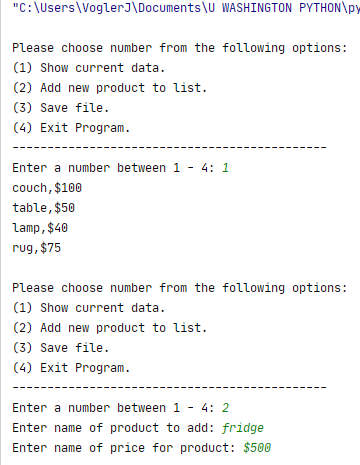 "C:\Users\VoglerJ\Documents\U WASHINGTON PYTHON\py
Please choose number from the following options:
(1) Show current data.
(2) Add new product to list.
(3) Save file.
(4) Exit Program.
------------------------------------------
Enter a number between 1 - 4: 1
couch,$100
table,$50
lamp,$40
rug,$75
Please choose number from the following options:
(1) Show current data.
(2) Add new product to list.
(3) Save file.
(4) Exit Program.
------------------------------------------
Enter a number between 1 - 4: 2
Enter name of product to add: fridge
Enter name of price for product: $500